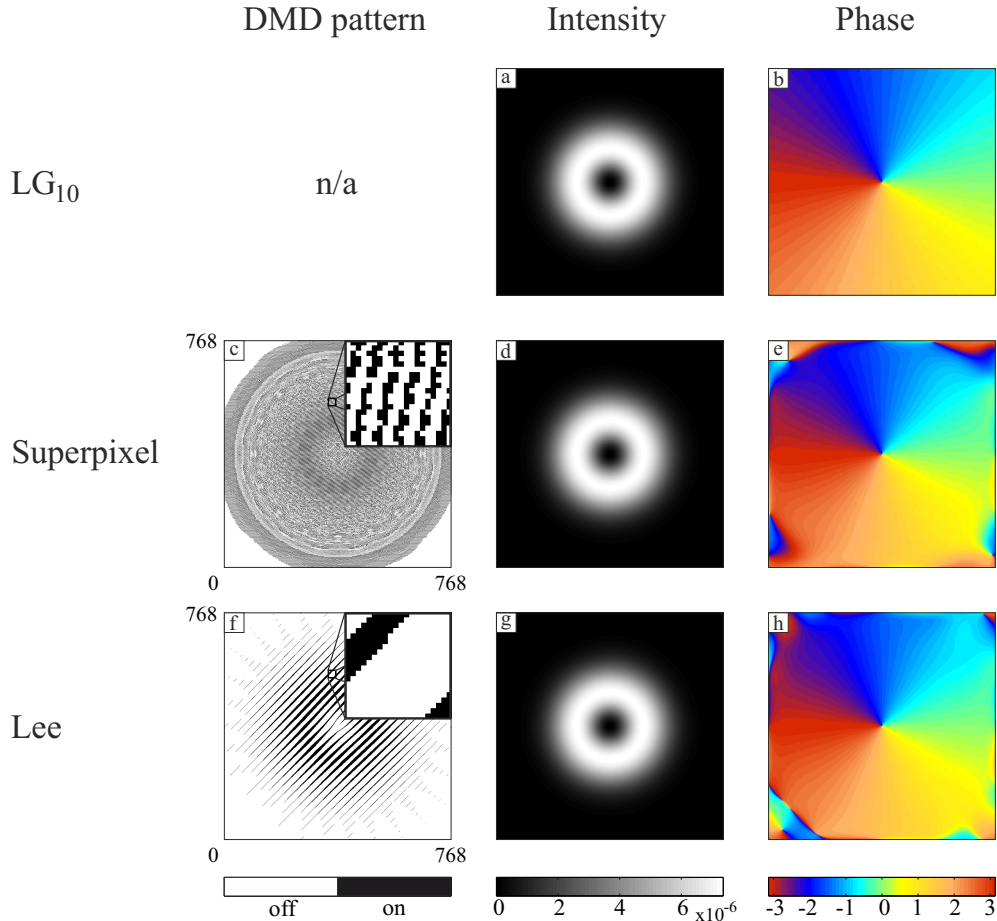 DMD pattern Intensity Phase
a b
LG10 n/a
768 c d e
Superpixel
0 768
768 f g h
Lee
0 768
off on 0 2 4 6 x10-6 -3 -2 -1 0 1 2 3